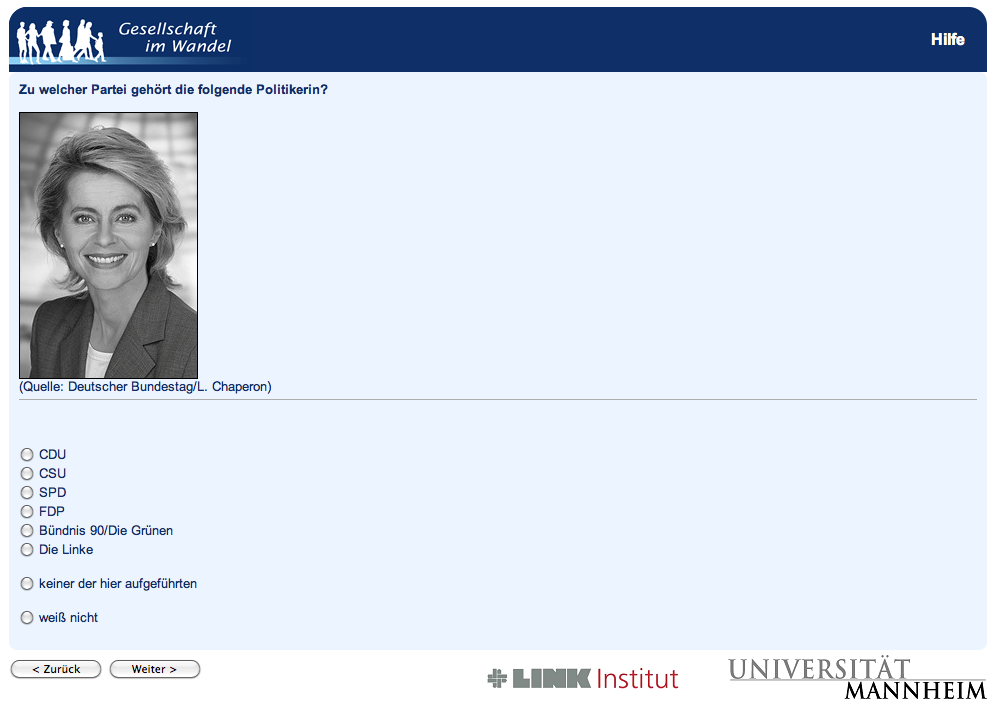 Gesellschaft
im Wandel
Hilfe
Zu welcher Partei gehört die folgende Politikerin?
(Quelle: Deutscher Bundestag/L. Chaperon)
CDU
CSU
SPD
FDP
Bündnis 90/Die Grünen
Die Linke
keiner der hier aufgeführten
weiß nicht
< Zurück
Weiter >
LINK Institut
UNIVERSITÄT
MANNHEIM